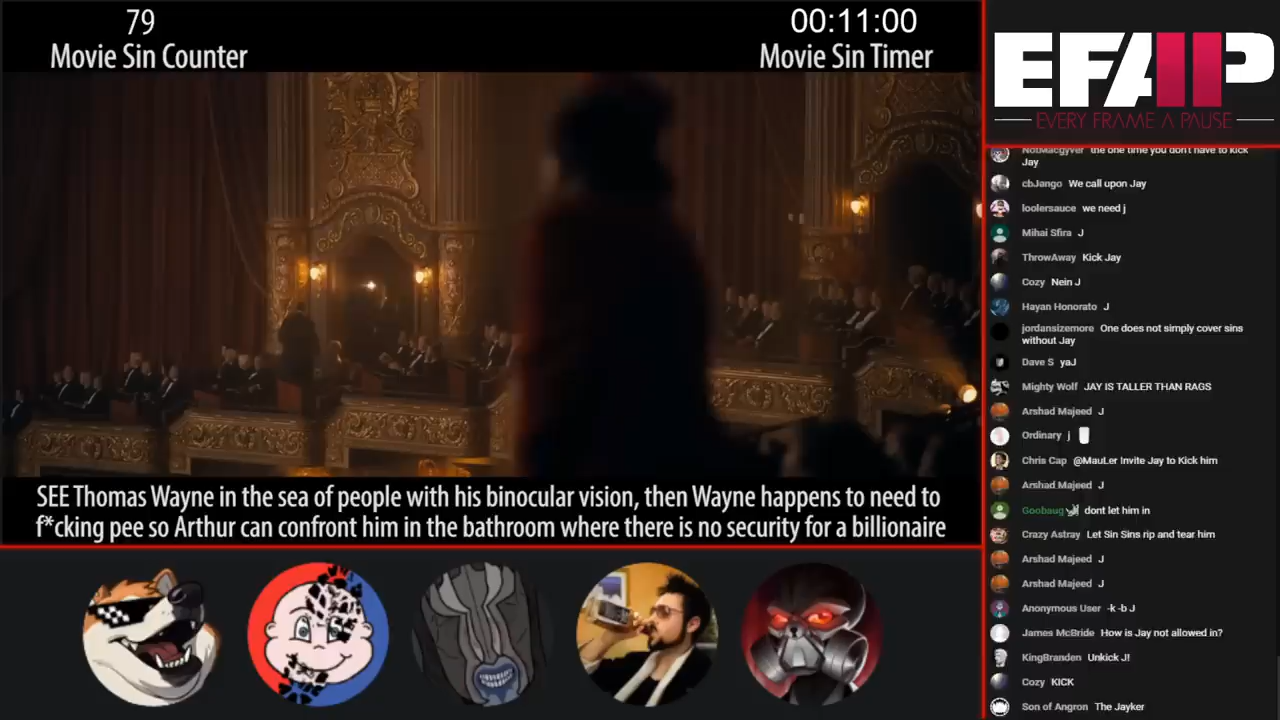 79
Movie Sin Counter
00:11:00
Movie Sin Timer
SEE Thomas Wayne in the sea of people with his binocular vision, then Wayne happens to need to
f*cking pee so Arthur can confront him in the bathroom where there is no security for a billionaire
EFAP
EVERY FRAME A PAUSE
NotMacgyver the one time you don't have to kick
Jay
cbJango We call upon Jay
loolersauce we need j
Mihai Sfira J
ThrowAway Kick Jay
Cozy Nein J
Hayan Honorato J
jordansizemore One does not simply cover sins
without Jay
Dave S yaJ
Mighty Wolf JAY IS TALLER THAN RAGS
Arshad Majeed J
Ordinary j
Chris Cap @MauLer Invite Jay to Kick him
Arshad Majeed J
Goobaug dont let him in
Crazy Astray Let Sin Sins rip and tear him
Arshad Majeed J
Arshad Majeed J
Anonymous User -k -b J
James McBride How is Jay not allowed in?
KingBranden Unkick J!
Cozy KICK
Son of Angron The Jayker